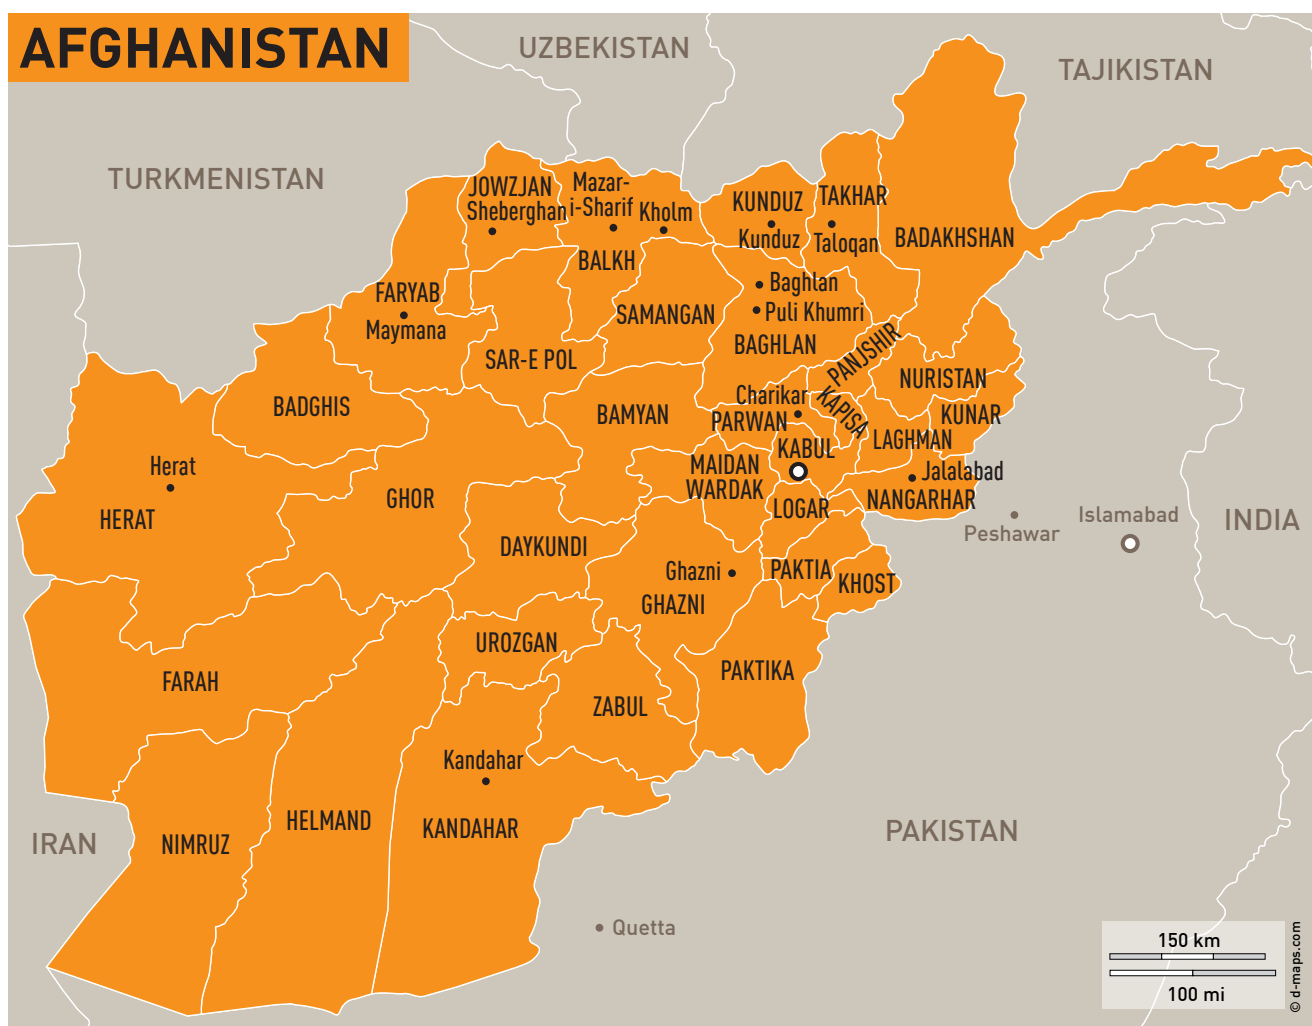 AFGHANISTAN
UZBEKISTAN
TAJIKISTAN
TURKMENISTAN
JOWZJAN
Sheberghan
Mazar-
i-Sharif
Kholm
KUNDUZ
Kunduz
TAKHAR
Taloqan
BADAKHSHAN
BALKH
FARYAB
Maymana
SAMANGAN
Baghlan
Puli Khumri
BAGHLAN
SAR-E POL
PANJSHIR
NURISTAN
BADGHIS
BAMYAN
Charikar
PARWAN
KAPISA
KUNAR
LAGHMAN
KABUL
Herat
HERAT
GHOR
MAIDAN
WARDAK
Jalalabad
NANGARHAR
LOGAR
Peshawar
Islamabad
INDIA
DAYKUNDI
Ghazni
GHAZNI
PAKTIA
KHOST
UROZGAN
PAKTIKA
FARAH
ZABUL
Kandahar
KANDAHAR
HELMAND
NIMRUZ
IRAN
PAKISTAN
Quetta
150 km
100 mi
© d-maps.com